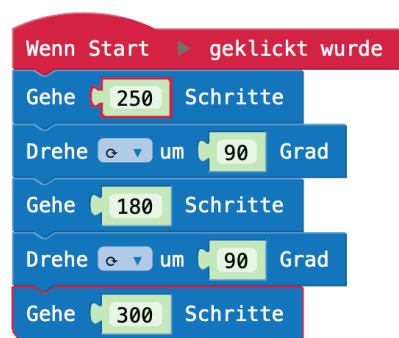 Wenn Start geklickt wurde
Gehe 250 Schritte
Drehe um 90 Grad
Gehe 180 Schritte
Drehe um 90 Grad
Gehe 300 Schritte